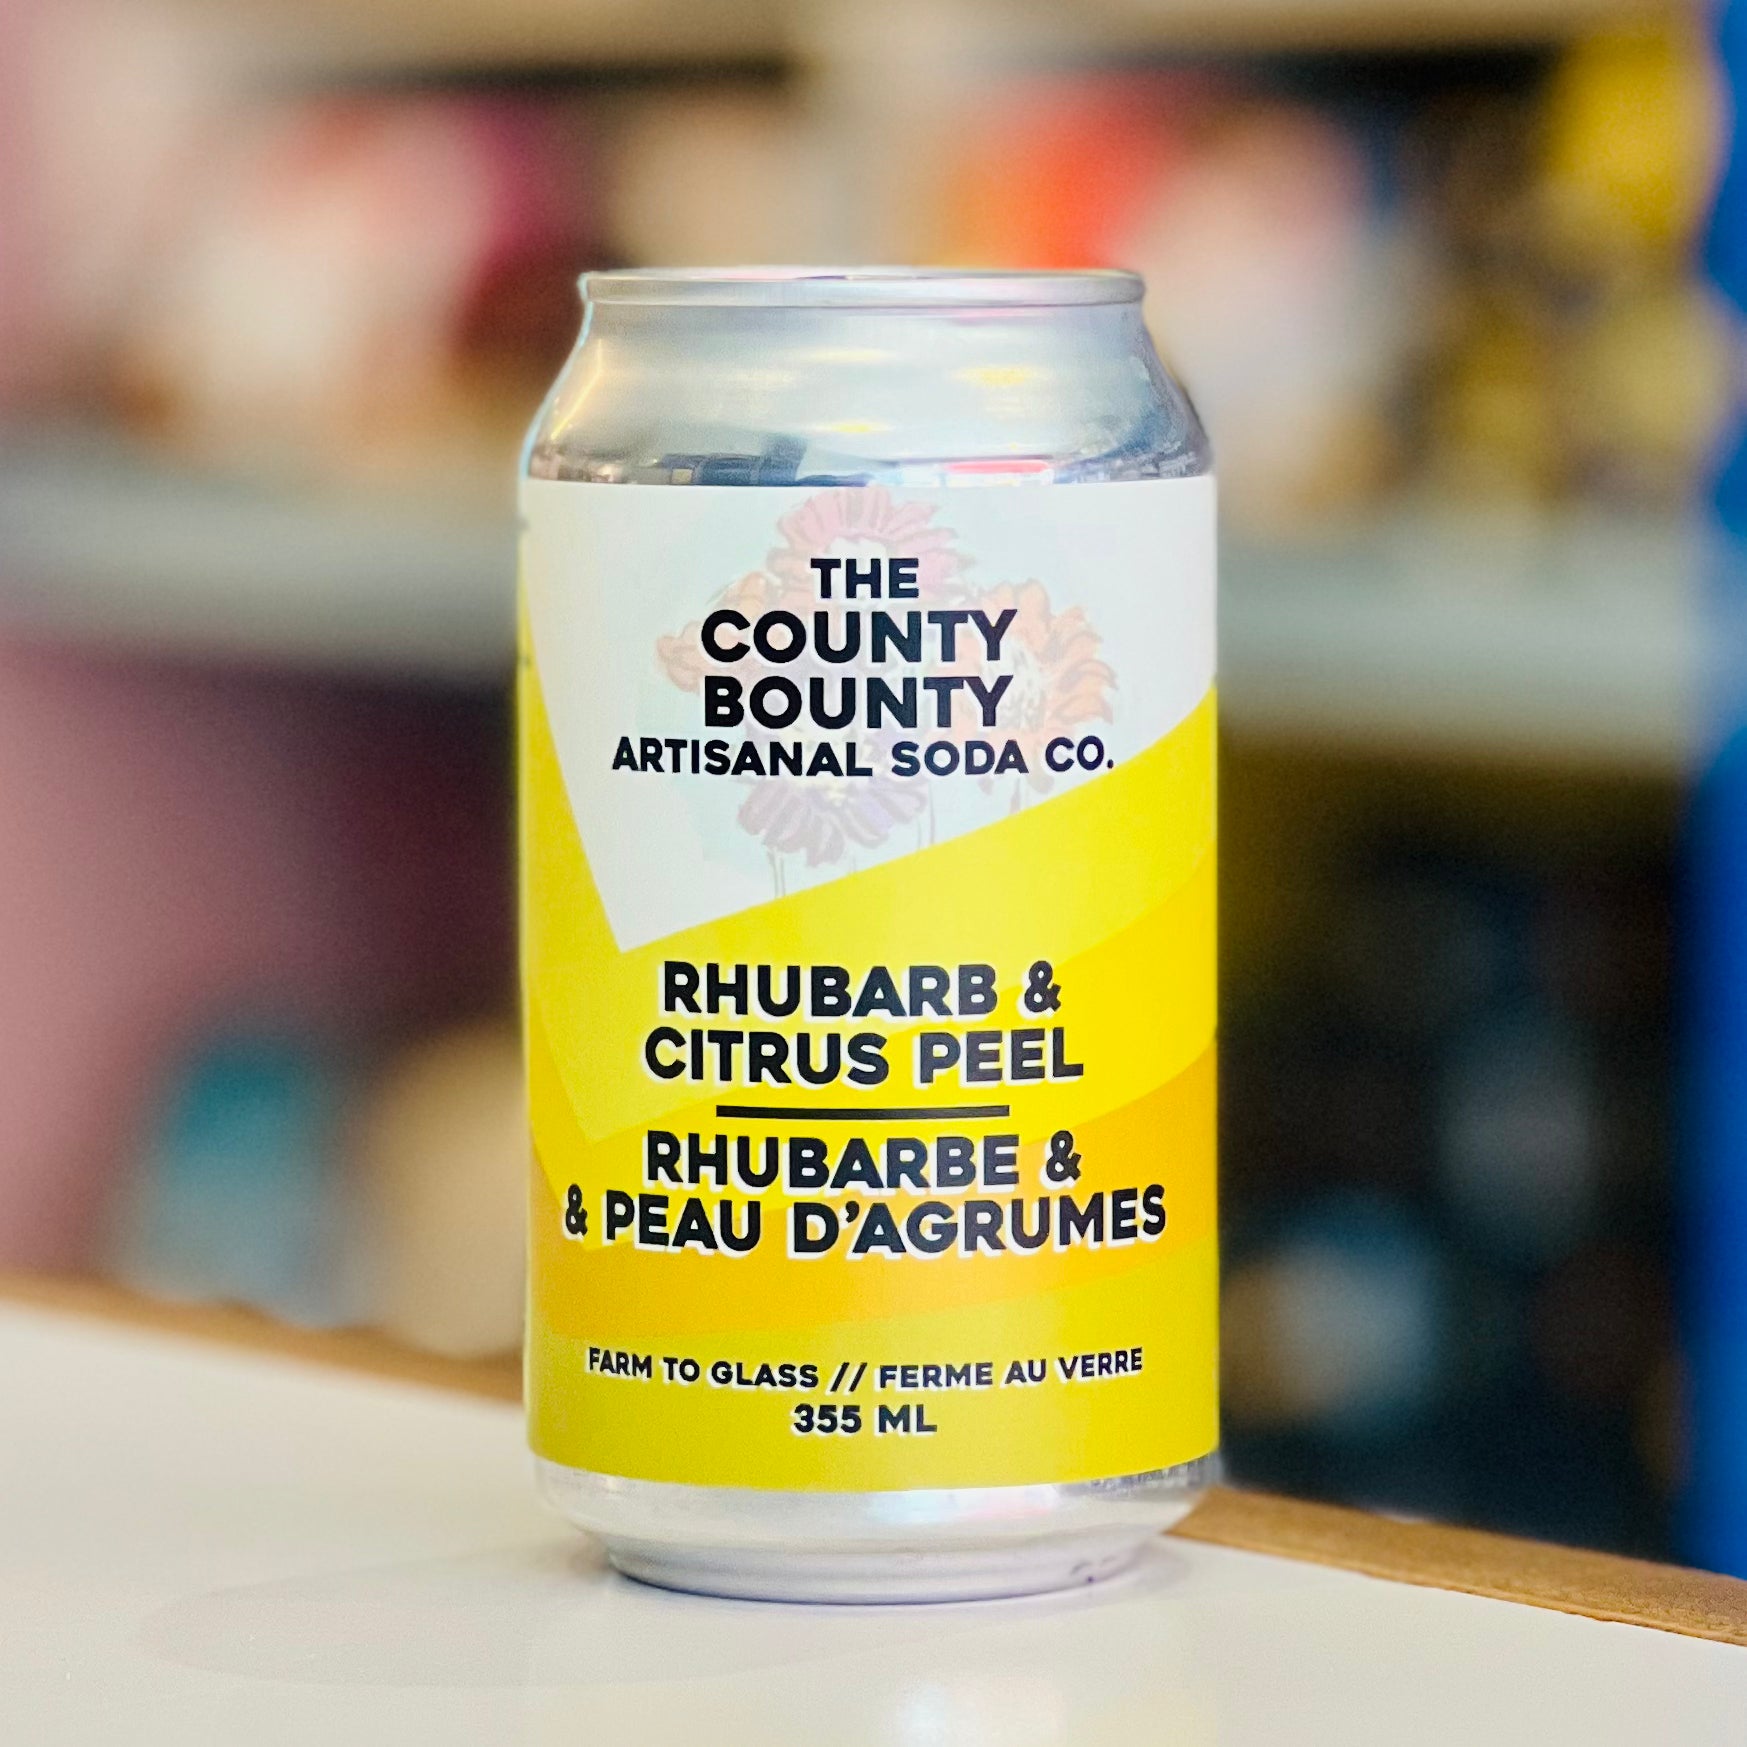 THE
COUNTY
BOUNTY
ARTISANAL SODA CO.
RHUBARB &
CITRUS PEEL
RHUBARBE &
& PEAU D'AGRUMES
FARM TO GLASS // FERME AU VERRE
355 ML